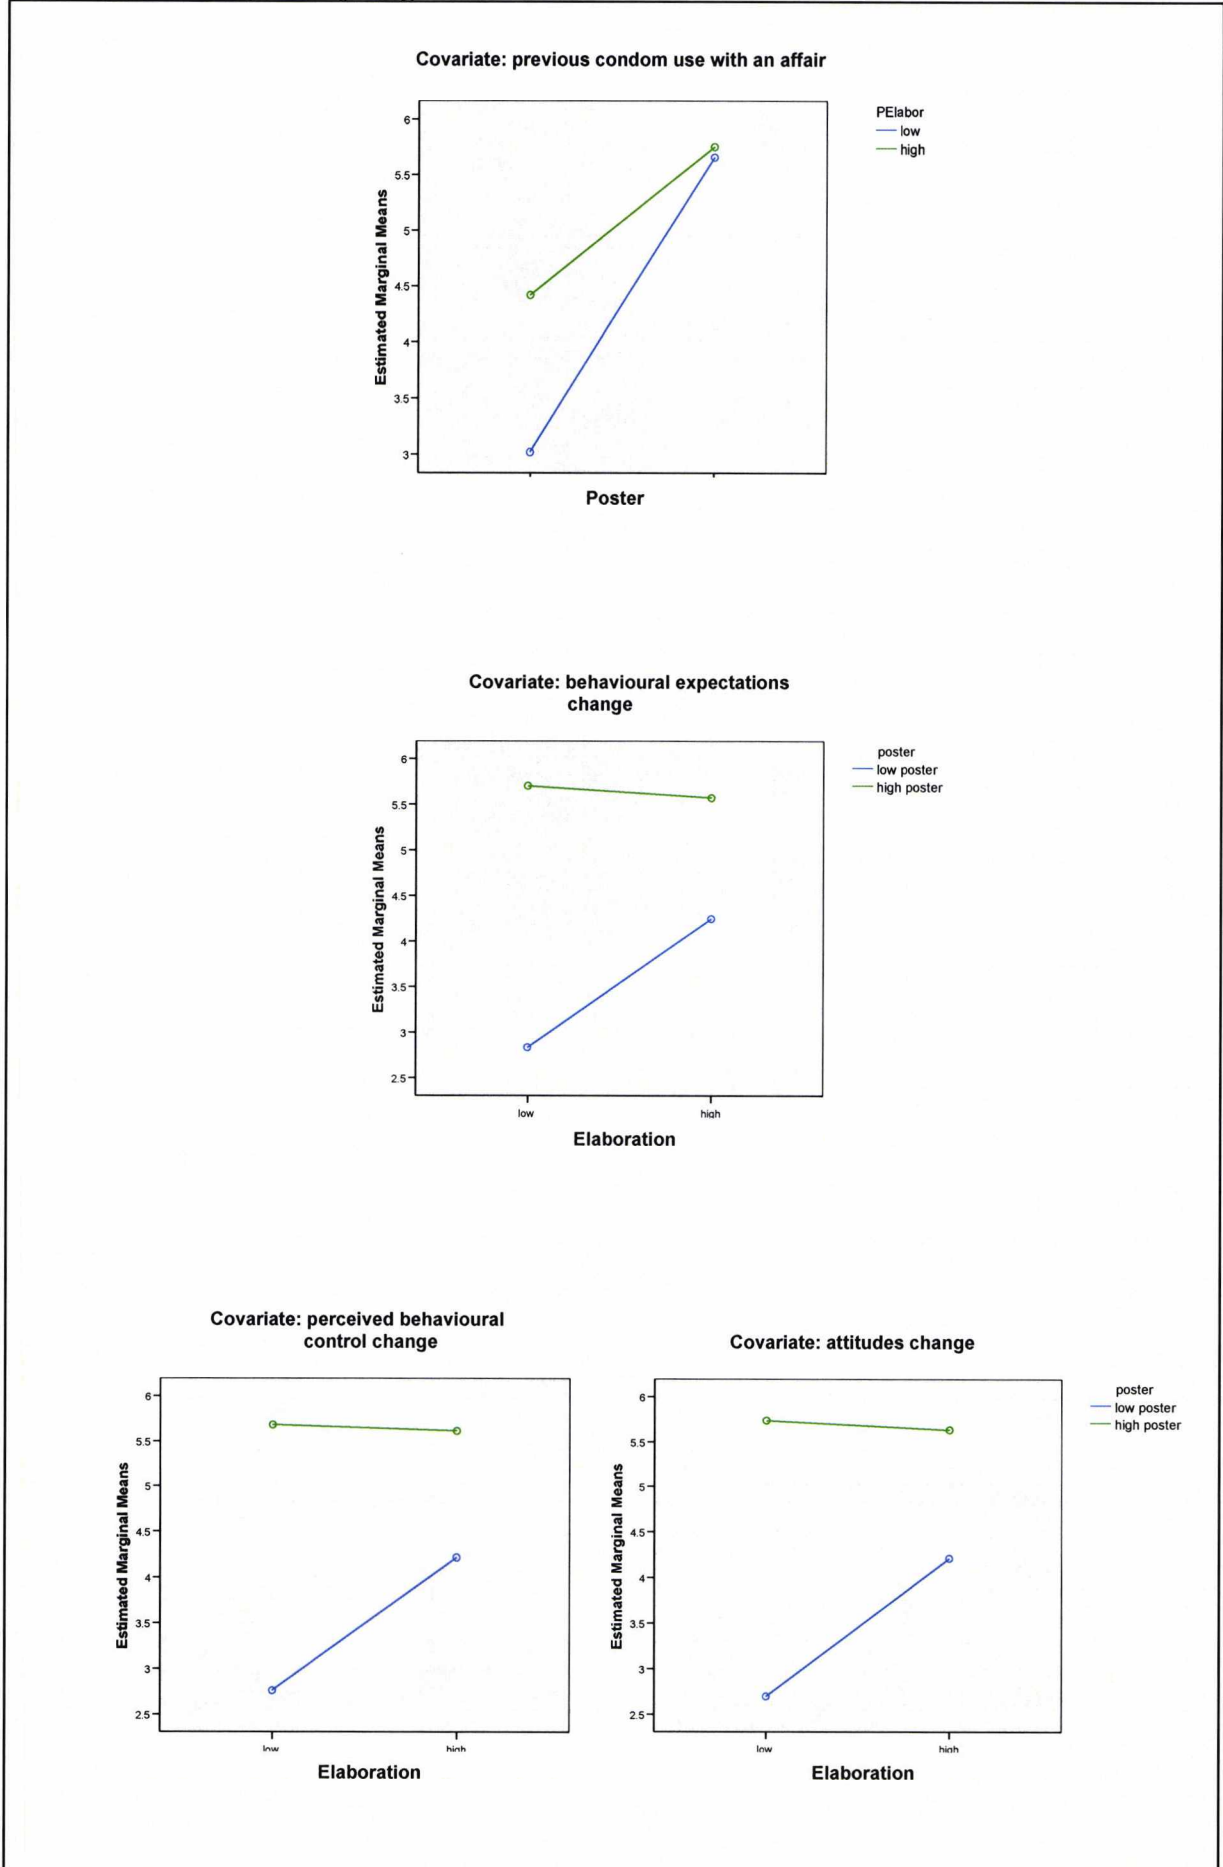 Covariate: previous condom use with an affair
PElabor
low
high
6
5.5
5
4.5
4
3.5
3
Estimated Marginal Means
Poster
Covariate: behavioural expectations
change
poster
low poster
high poster
6
5.5
5
4.5
4
3.5
3
2.5
Estimated Marginal Means
low
high
Elaboration
Covariate: perceived behavioural
control change
6
5.5
5
4.5
4
3.5
3
2.5
Estimated Marginal Means
low
high
Elaboration
Covariate: attitudes change
poster
low poster
high poster
6
5.5
5
4.5
4
3.5
3
2.5
Estimated Marginal Means
low
high
Elaboration